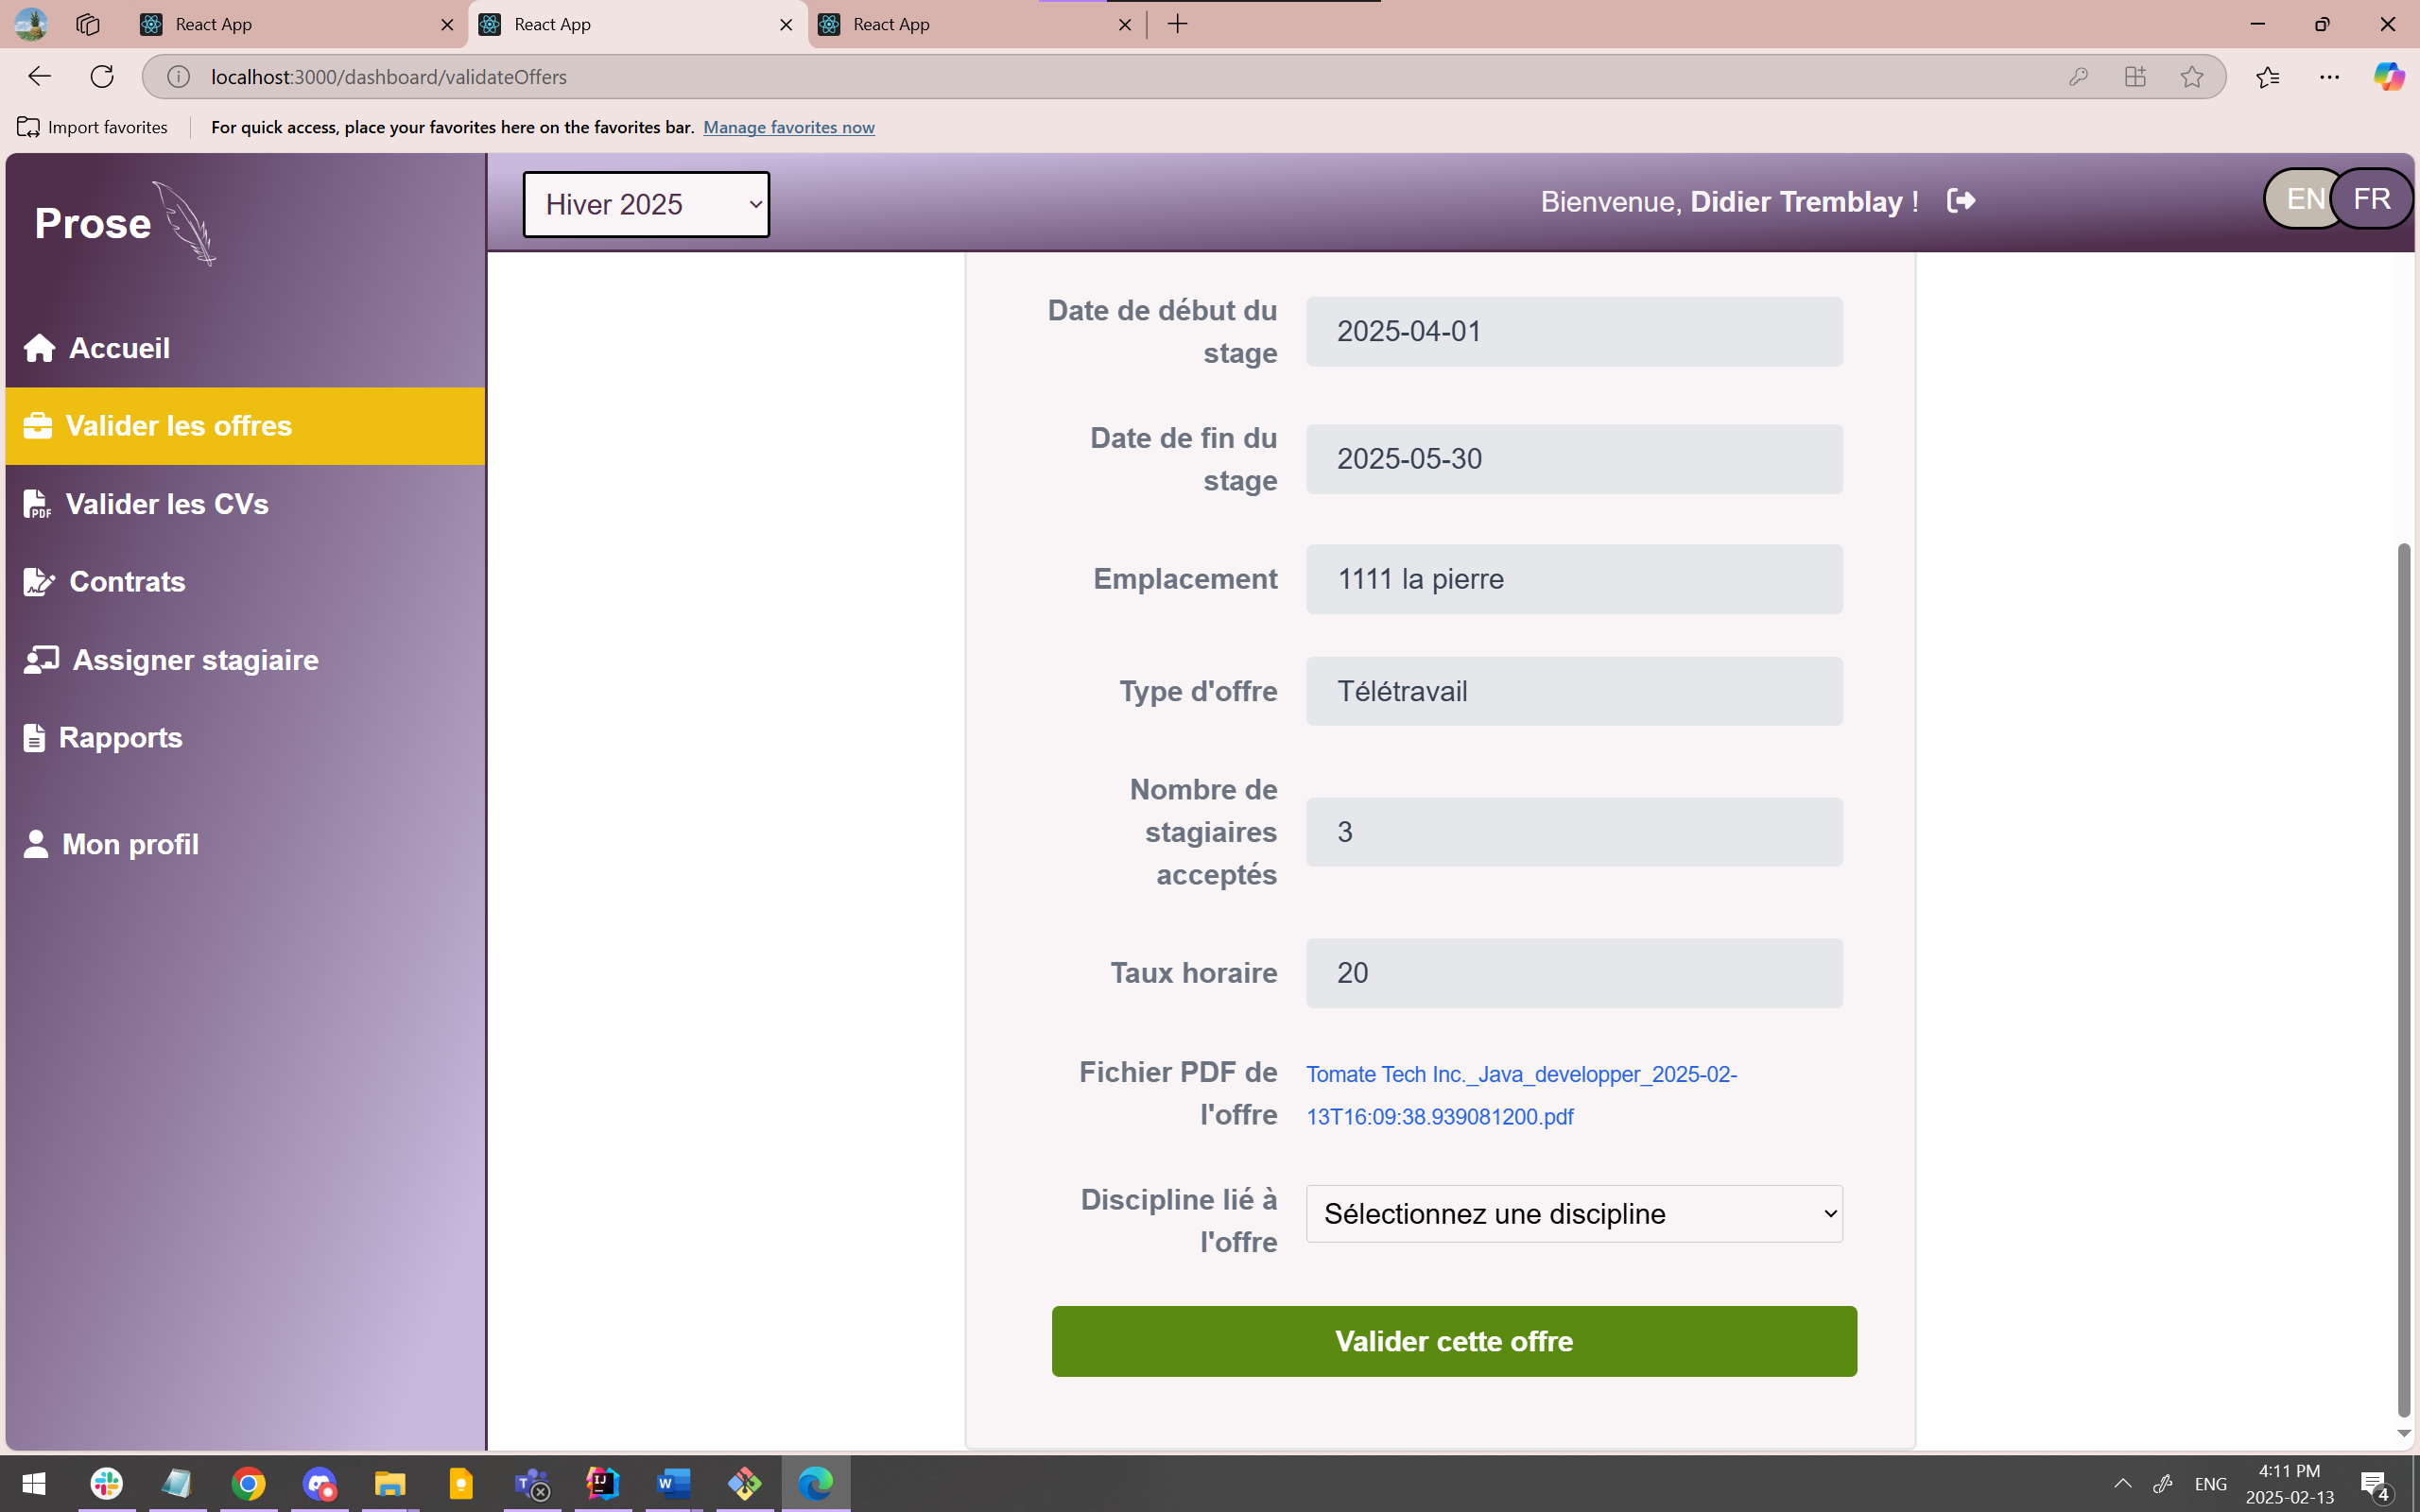 React App
React App
React App
localhost:3000/dashboard/validateOffers
Import favorites
For quick access, place your favorites here on the favorites bar. Manage favorites now
Prose
Hiver 2025
Bienvenue, Didier Tremblay !
EN
FR
Accueil
Valider les offres
PDF
Valider les CVs
Contrats
Assigner stagiaire
Rapports
Mon profil
Date de début du
stage
2025-04-01
Date de fin du
stage
2025-05-30
Emplacement
1111 la pierre
Type d'offre
Télétravail
Nombre de
stagiaires
acceptés
3
Taux horaire
20
Fichier PDF de
l'offre
Tomate Tech Inc._Java_developper_2025-02-
13T16:09:38.939081200.pdf
Discipline lié à
l'offre
Sélectionnez une discipline
Valider cette offre
T
IJ
W
ENG
4:11 PM
2025-02-13
4